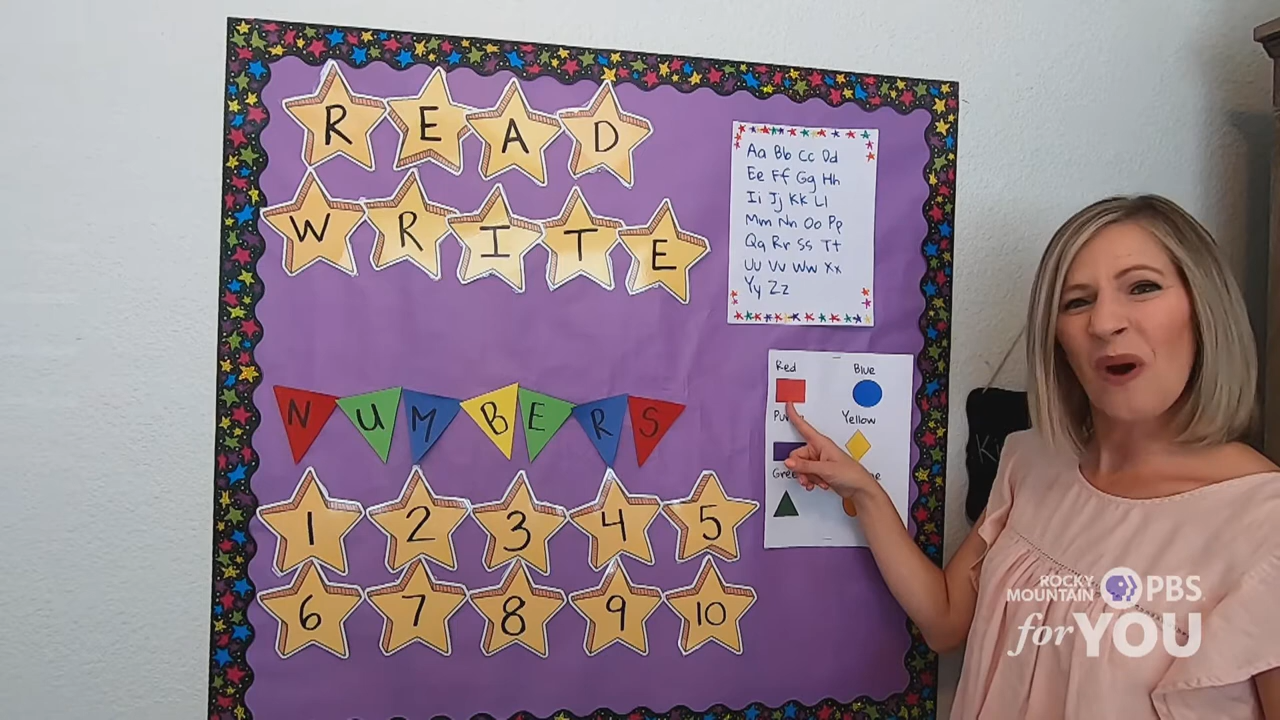 READ
WRITE
Aa Bb Cc Dd
Ee Ff Gg Hh
Ii Jj Kk Ll
Mm Nn Oo Pp
Qq Rr Ss Tt
Uu Vv Ww Xx
Yy Zz
Red Blue
Yellow
NUMBERS
1 2 3 4 5
6 7 8 9 10
ROCKY
MOUNTAIN PBS
for YOU